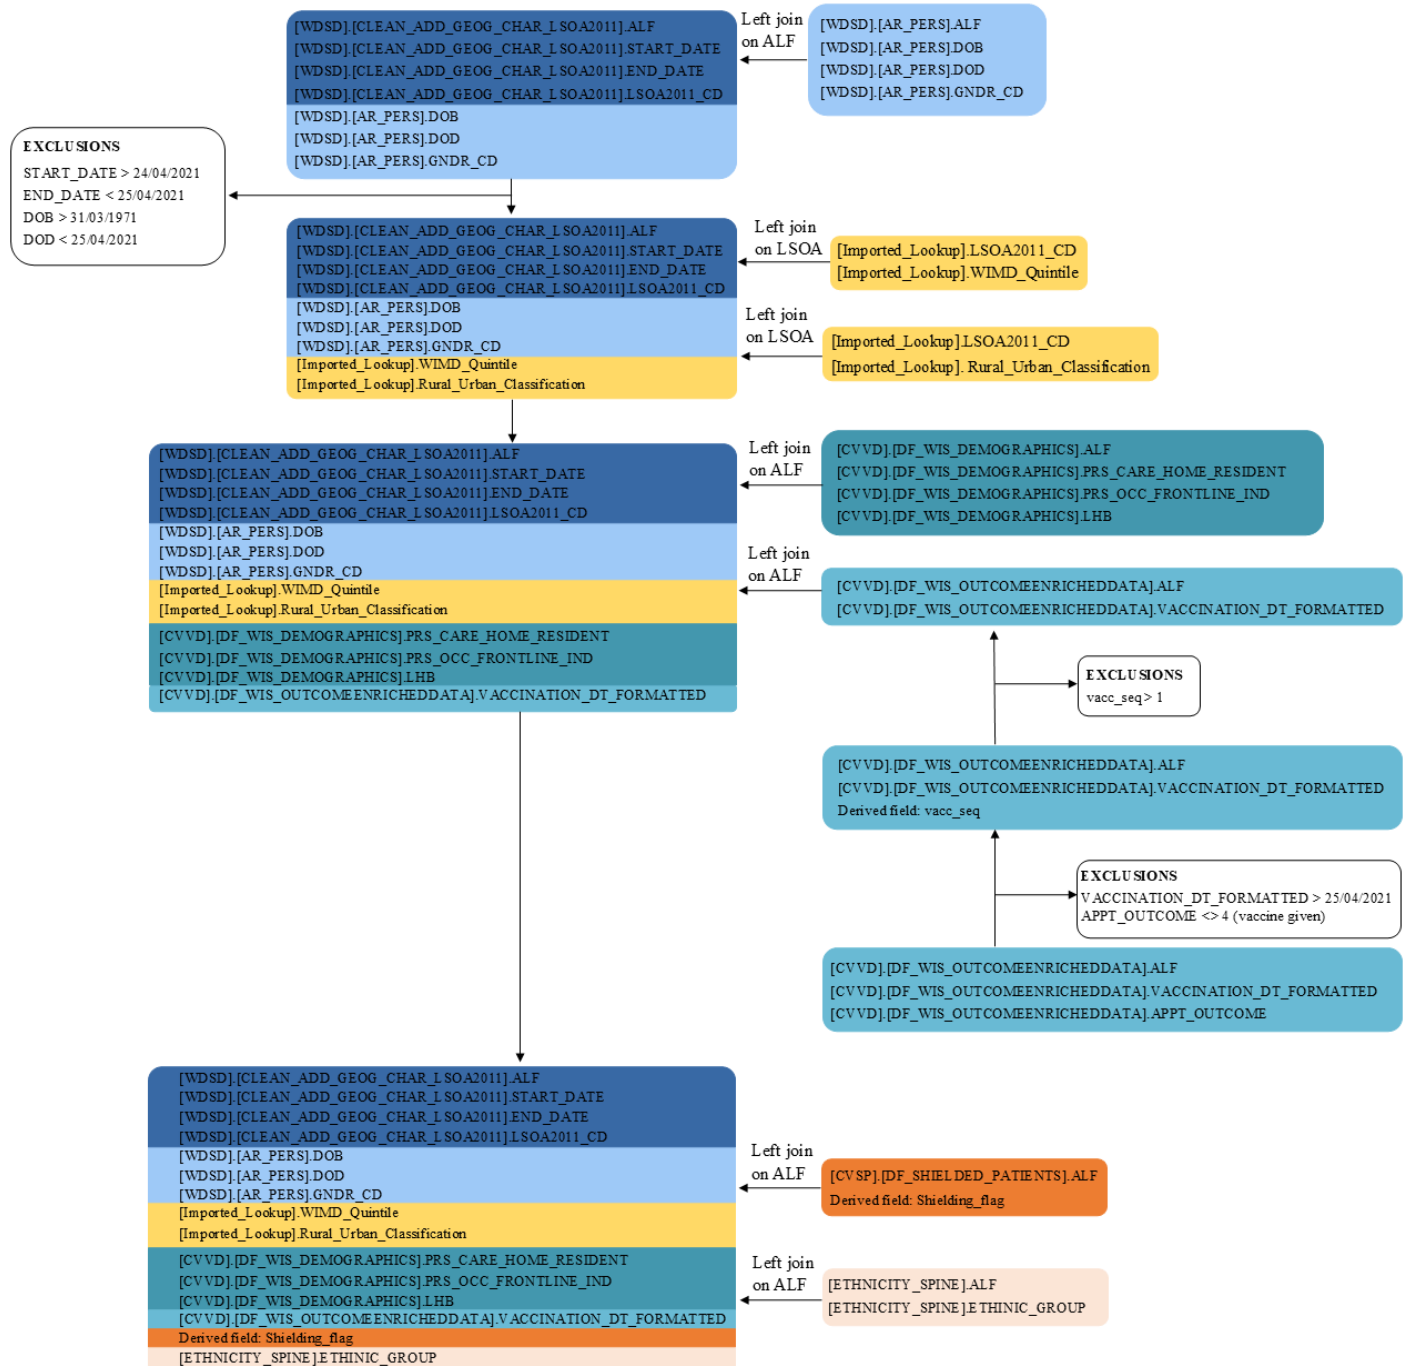 [WDSD].[CLEAN_ADD_GEOG_CHAR_LSOA2011].ALF
[WDSD].[CLEAN_ADD_GEOG_CHAR_LSOA2011].START_DATE
[WDSD].[CLEAN_ADD_GEOG_CHAR_LSOA2011].END_DATE
[WDSD].[CLEAN_ADD_GEOG_CHAR_LSOA2011].LSOA2011_CD
[WDSD].[AR_PERS].DOB
[WDSD].[AR_PERS].DOD
[WDSD].[AR_PERS].GNDR_CD
Left join
on ALF
[WDSD].[AR_PERS].ALF
[WDSD].[AR_PERS].DOB
[WDSD].[AR_PERS].DOD
[WDSD].[AR_PERS].GNDR_CD
EXCLUSIONS
START_DATE > 24/04/2021
END_DATE < 25/04/2021
DOB > 31/03/1971
DOD < 25/04/2021
[WDSD].[CLEAN_ADD_GEOG_CHAR_LSOA2011].ALF
[WDSD].[CLEAN_ADD_GEOG_CHAR_LSOA2011].START_DATE
[WDSD].[CLEAN_ADD_GEOG_CHAR_LSOA2011].END_DATE
[WDSD].[CLEAN_ADD_GEOG_CHAR_LSOA2011].LSOA2011_CD
[WDSD].[AR_PERS].DOB
[WDSD].[AR_PERS].DOD
[WDSD].[AR_PERS].GNDR_CD
[Imported_Lookup].WIMD_Quintile
[Imported_Lookup].Rural_Urban_Classification
Left join
on LSOA
[Imported_Lookup].LSOA2011_CD
[Imported_Lookup].WIMD_Quintile
Left join
on LSOA
[Imported_Lookup].LSOA2011_CD
[Imported_Lookup]. Rural_Urban_Classification
[WDSD].[CLEAN_ADD_GEOG_CHAR_LSOA2011].ALF
[WDSD].[CLEAN_ADD_GEOG_CHAR_LSOA2011].START_DATE
[WDSD].[CLEAN_ADD_GEOG_CHAR_LSOA2011].END_DATE
[WDSD].[CLEAN_ADD_GEOG_CHAR_LSOA2011].LSOA2011_CD
[WDSD].[AR_PERS].DOB
[WDSD].[AR_PERS].DOD
[WDSD].[AR_PERS].GNDR_CD
[Imported_Lookup].WIMD_Quintile
[Imported_Lookup].Rural_Urban_Classification
[CVVD].[DF_WIS_DEMOGRAPHICS].PRS_CARE_HOME_RESIDENT
[CVVD].[DF_WIS_DEMOGRAPHICS].PRS_OCC_FRONTLINE_IND
[CVVD].[DF_WIS_DEMOGRAPHICS].LHB
[CVVD].[DF_WIS_OUTCOMEENRICHEDDATA].VACCINATION_DT_FORMATTED
Left join
on ALF
[CVVD].[DF_WIS_DEMOGRAPHICS].ALF
[CVVD].[DF_WIS_DEMOGRAPHICS].PRS_CARE_HOME_RESIDENT
[CVVD].[DF_WIS_DEMOGRAPHICS].PRS_OCC_FRONTLINE_IND
[CVVD].[DF_WIS_DEMOGRAPHICS].LHB
Left join
on ALF
[CVVD].[DF_WIS_OUTCOMEENRICHEDDATA].ALF
[CVVD].[DF_WIS_OUTCOMEENRICHEDDATA].VACCINATION_DT_FORMATTED
EXCLUSIONS
vacc_seq > 1
[CVVD].[DF_WIS_OUTCOMEENRICHEDDATA].ALF
[CVVD].[DF_WIS_OUTCOMEENRICHEDDATA].VACCINATION_DT_FORMATTED
Derived field: vacc_seq
EXCLUSIONS
VACCINATION_DT_FORMATTED > 25/04/2021
APPT_OUTCOME <> 4 (vaccine given)
[CVVD].[DF_WIS_OUTCOMEENRICHEDDATA].ALF
[CVVD].[DF_WIS_OUTCOMEENRICHEDDATA].VACCINATION_DT_FORMATTED
[CVVD].[DF_WIS_OUTCOMEENRICHEDDATA].APPT_OUTCOME
[WDSD].[CLEAN_ADD_GEOG_CHAR_LSOA2011].ALF
[WDSD].[CLEAN_ADD_GEOG_CHAR_LSOA2011].START_DATE
[WDSD].[CLEAN_ADD_GEOG_CHAR_LSOA2011].END_DATE
[WDSD].[CLEAN_ADD_GEOG_CHAR_LSOA2011].LSOA2011_CD
[WDSD].[AR_PERS].DOB
[WDSD].[AR_PERS].DOD
[WDSD].[AR_PERS].GNDR_CD
[Imported_Lookup].WIMD_Quintile
[Imported_Lookup].Rural_Urban_Classification
[CVVD].[DF_WIS_DEMOGRAPHICS].PRS_CARE_HOME_RESIDENT
[CVVD].[DF_WIS_DEMOGRAPHICS].PRS_OCC_FRONTLINE_IND
[CVVD].[DF_WIS_DEMOGRAPHICS].LHB
[CVVD].[DF_WIS_OUTCOMEENRICHEDDATA].VACCINATION_DT_FORMATTED
Derived field: Shielding_flag
[ETHNICITY_SPINE].ETHINIC_GROUP
Left join
on ALF
[CVSP].[DF_SHIELDED_PATIENTS].ALF
Derived field: Shielding_flag
Left join
on ALF
[ETHNICITY_SPINE].ALF
[ETHNICITY_SPINE].ETHINIC_GROUP